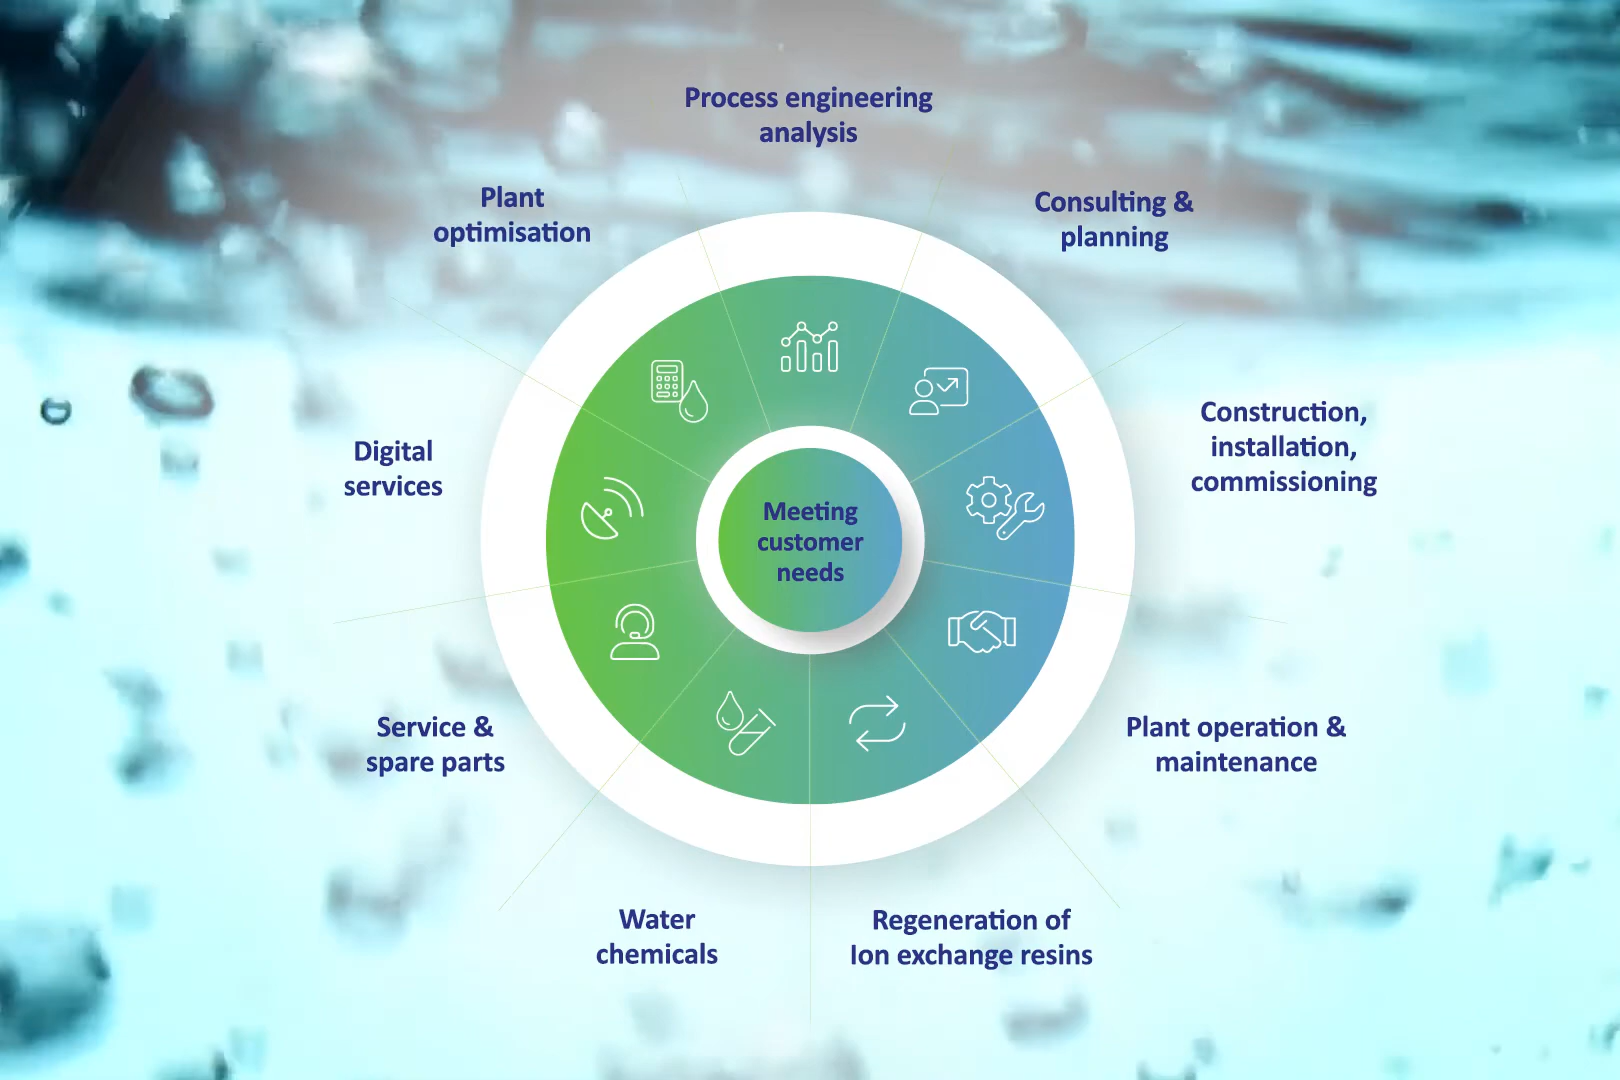 Process engineering
analysis
Consulting &
planning
Construction,
installation,
commissioning
Plant operation &
maintenance
Regeneration of
Ion exchange resins
Water
chemicals
Service &
spare parts
Digital
services
Plant
optimisation
Meeting
customer
needs